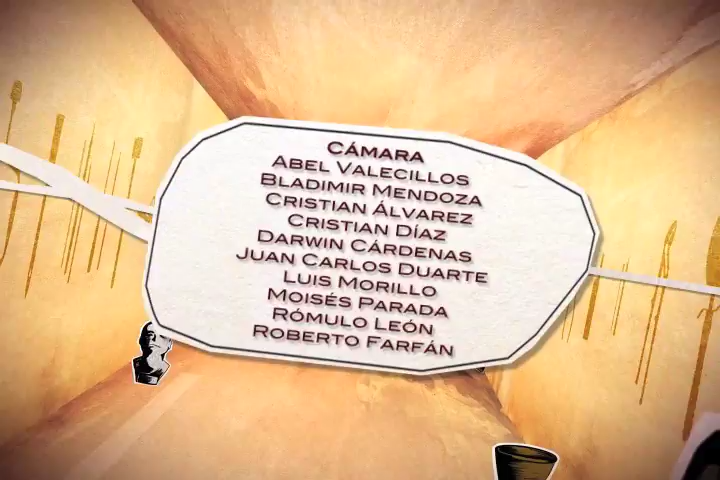 CÁMARA
ABEL VALECILLOS
BLADIMIR MENDOZA
CRISTIAN ÁLVAREZ
CRISTIAN DÍAZ
DARWIN CÁRDENAS
JUAN CARLOS DUARTE
LUIS MORILLO
MOISÉS PARADA
RÓMULO LEÓN
ROBERTO FARFÁN